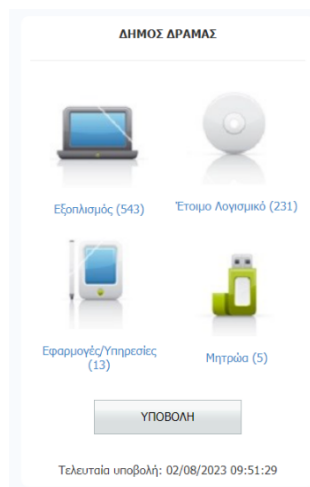 ΔΗΜΟΣ ΔΡΑΜΑΣ
Εξοπλισμός (543)
Έτοιμο Λογισμικό (231)
Εφαρμογές/Υπηρεσίες
(13)
Μητρώα (5)
ΥΠΟΒΟΛΗ
Τελευταία υποβολή: 02/08/2023 09:51:29